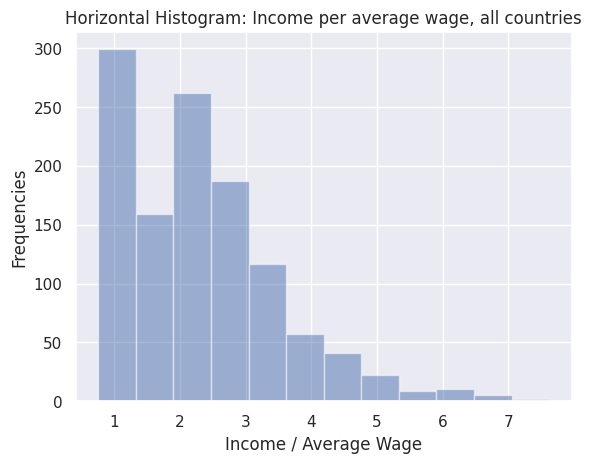 Horizontal Histogram: Income per average wage, all countries
300
250
200
150
100
50
0
Frequencies
1 2 3 4 5 6 7
Income / Average Wage